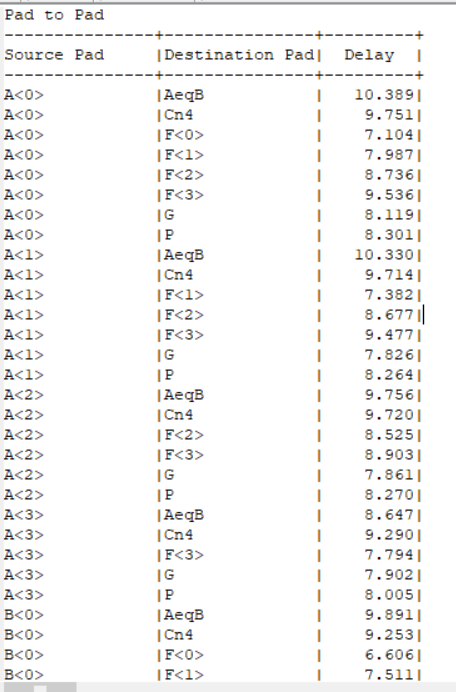 Pad to Pad
---------------+---------------+---------+
Source Pad     |Destination Pad|  Delay  |
---------------+---------------+---------+
A<0>           |AeqB           |   10.389|
A<0>           |Cn4            |    9.751|
A<0>           |F<0>           |    7.104|
A<0>           |F<1>           |    7.987|
A<0>           |F<2>           |    8.736|
A<0>           |F<3>           |    9.536|
A<0>           |G              |    8.119|
A<0>           |P              |    8.301|
A<1>           |AeqB           |   10.330|
A<1>           |Cn4            |    9.714|
A<1>           |F<1>           |    7.382|
A<1>           |F<2>           |    8.677|
A<1>           |F<3>           |    9.477|
A<1>           |G              |    7.826|
A<1>           |P              |    8.264|
A<2>           |AeqB           |    9.756|
A<2>           |Cn4            |    9.720|
A<2>           |F<2>           |    8.525|
A<2>           |F<3>           |    8.903|
A<2>           |G              |    7.861|
A<2>           |P              |    8.270|
A<3>           |AeqB           |    8.647|
A<3>           |Cn4            |    9.290|
A<3>           |F<3>           |    7.794|
A<3>           |G              |    7.902|
A<3>           |P              |    8.005|
B<0>           |AeqB           |    9.891|
B<0>           |Cn4            |    9.253|
B<0>           |F<0>           |    6.606|
B<0>           |F<1>           |    7.511|